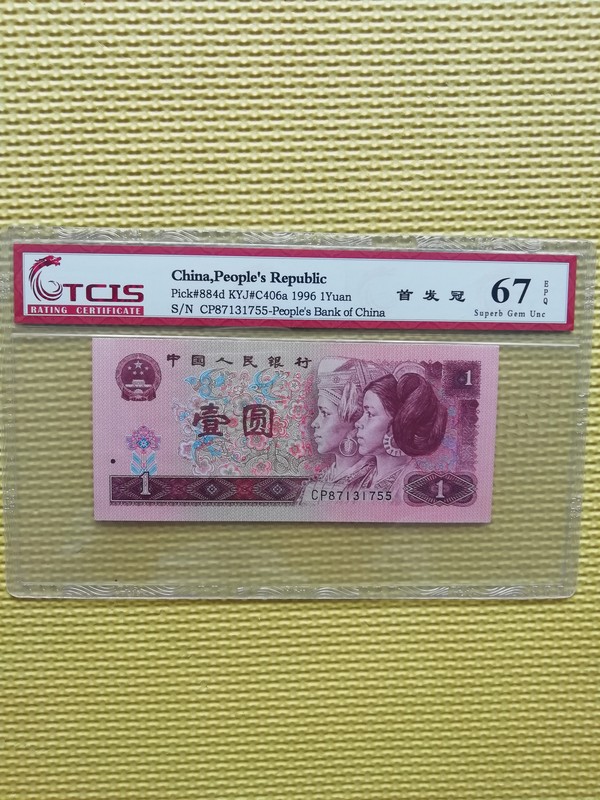 TCIS
RATING CERTIFICATE
China,People's Republic
Pick#884d KYJ#C406a 1996 1Yuan
S/N CP87131755-People's Bank of China
首发冠
67
EPQ
Superb Gem Unc
中国人民银行
1
壹圆
1
CP87131755
1